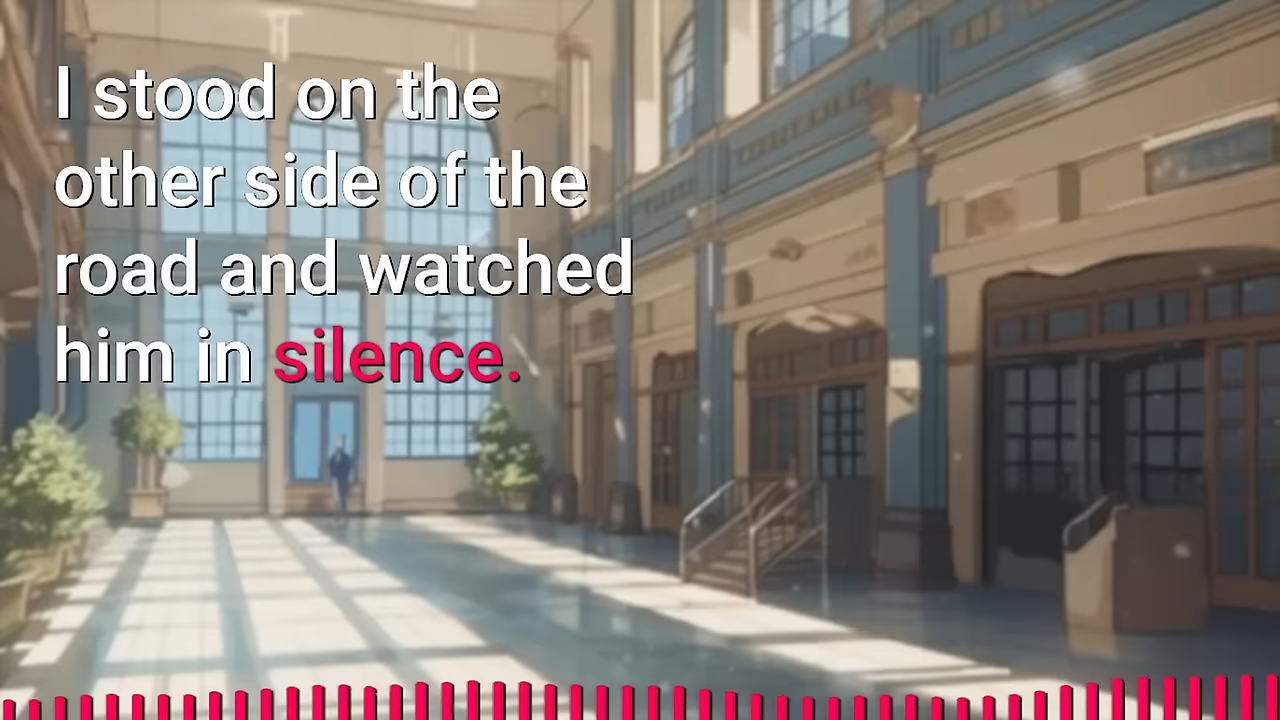 I stood on the
other side of the
road and watched
him in silence.